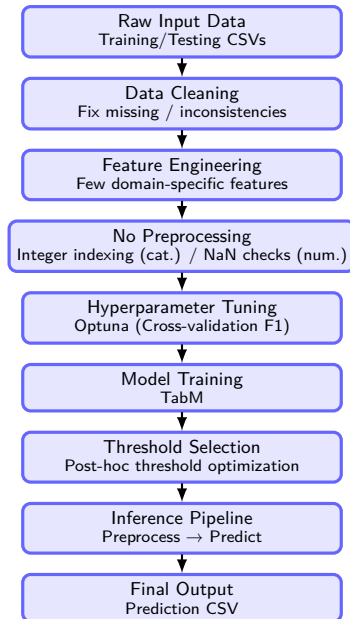 Raw Input Data
Training/Testing CSVs
Data Cleaning
Fix missing / inconsistencies
Feature Engineering
Few domain-specific features
No Preprocessing
Integer indexing (cat.) / NaN checks (num.)
Hyperparameter Tuning
Optuna (Cross-validation F1)
Model Training
TabM
Threshold Selection
Post-hoc threshold optimization
Inference Pipeline
Preprocess → Predict
Final Output
Prediction CSV